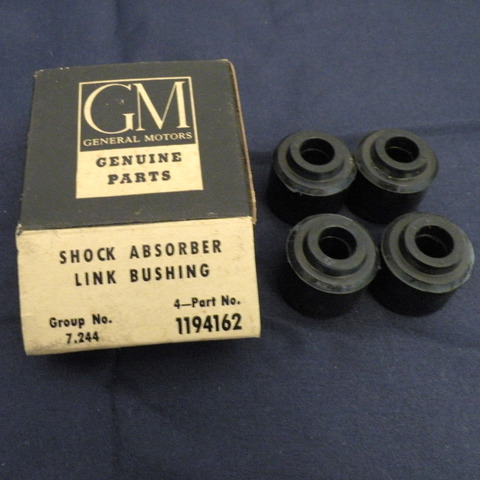 GM
GENERAL MOTORS
GENUINE
PARTS
SHOCK ABSORBER
LINK BUSHING
4-Part No.
Group No.
1194162
7.244